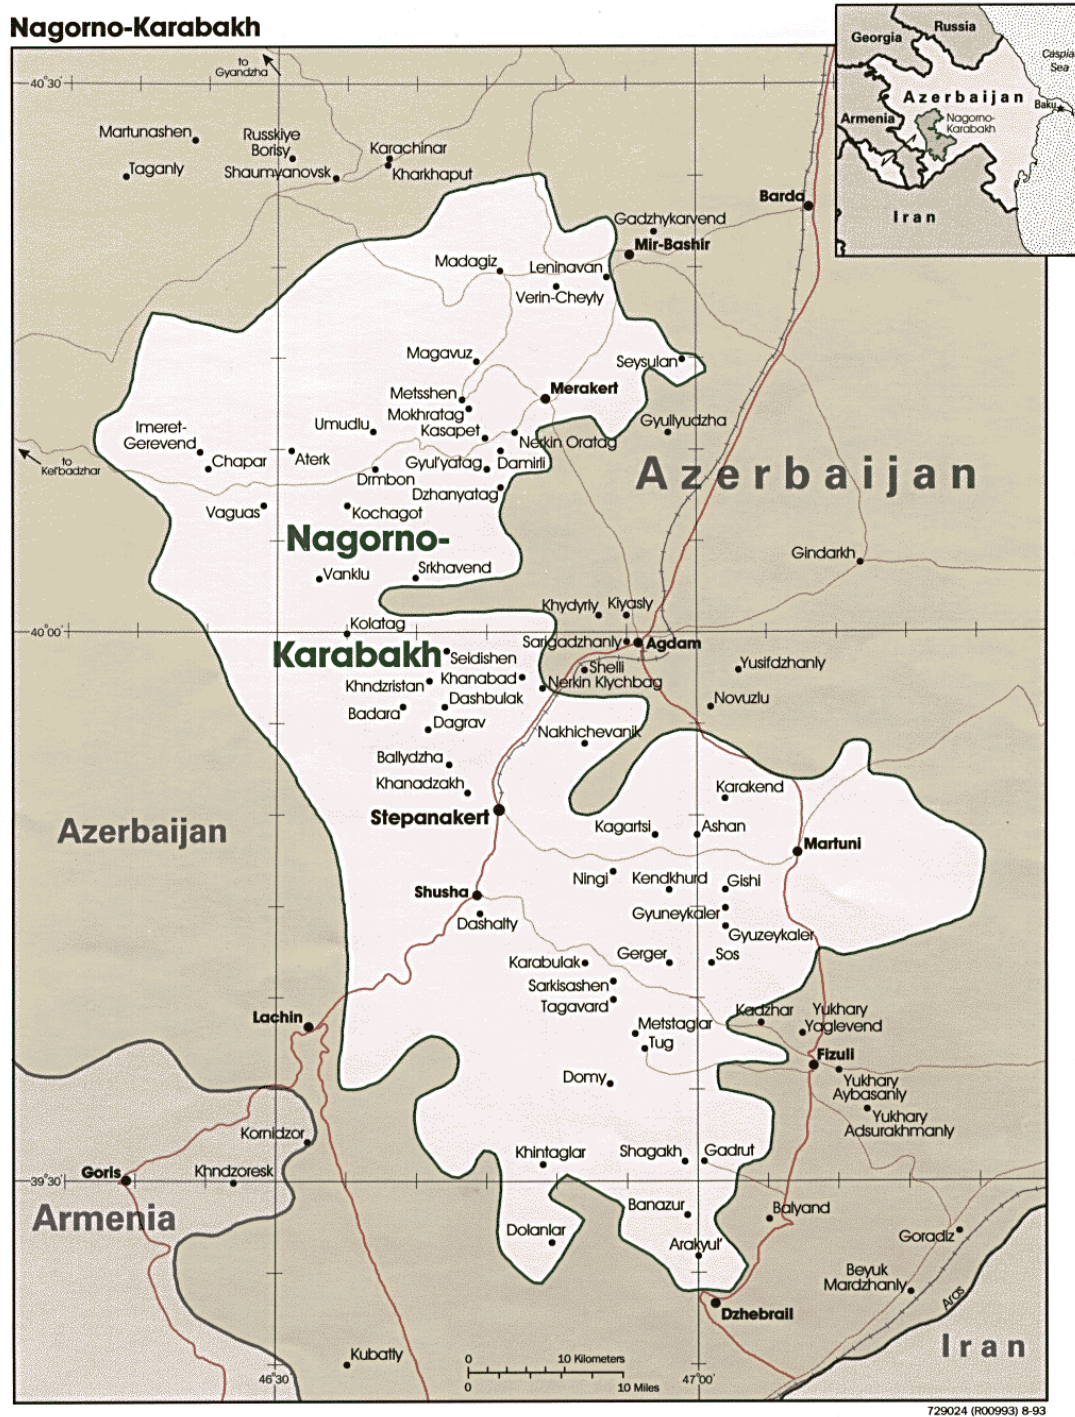 Nagorno-Karabakh
Georgia
Russia
Caspian
Sea
Azerbaijan
Baku
Armenia
Nagorno-
Karabakh
Iran
to
Gyandzha
40°30'
Martunashen
Russkiye
Borisy
Karachinar
Taganly
Shaumyanovsk
Kharkhaput
Barda
Gadzhykarvend
Mir-Bashir
Madagiz
Leninavan
Verin-Cheyly
Magavuz
Seysulan
Metsshen
Merakert
Mokhratag
Imeret-
Gerevend
Umudlu
Kasapet
Gyullyudzha
Nerkin Oratag
to
Kel'badzhar
Chapar
Aterk
Gyul'yatag
Damirli
Azerbaijan
Drmbon
Dzhanyatag
Vaguas
Kochagot
Nagorno-
Gindarkh
Vanklu
Srkhavend
Khydyrly
Kiyasly
40°00'
Kolatag
Sarigadzhanly
Agdam
Karabakh
Seidishen
Shelli
Yusifdzhanly
Khndzristan
Khanabad
Nerkin Klychbag
Badara
Dashbulak
Novuzlu
Dagrav
Nakhichevanik
Ballydzha
Khanadzakh
Karakend
Stepanakert
Kagartsi
Ashan
Azerbaijan
Martuni
Ningi
Kendkhurd
Gishi
Shusha
Dashalty
Gyuneykaler
Gyuzeykaler
Karabulak
Gerger
Sos
Sarkisashen
Tagavard
Lachin
Metstaglar
Kadzhar
Yukhary
Yaglevend
Tug
Fizuli
Domy
Yukhary
Aybasanly
Yukhary
Adsurakhmanly
Kornidzor
Khintaglar
Shagakh
Gadrut
Goris
Khndzoresk
39°30'
Armenia
Banazur
Balyand
Dolanlar
Arakyul'
Goradiz
Beyuk
Mardzhanly
Aras
Dzhebrail
Iran
Kubatly
0 10 Kilometers
0 10 Miles
46°30
47°00
729024 (R00993) 8-93